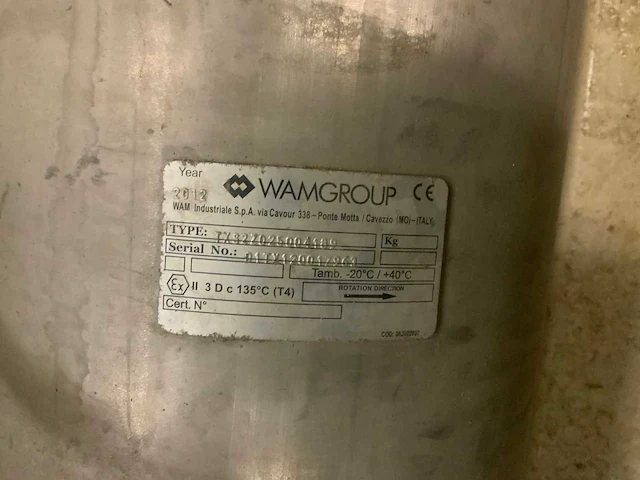 Year
2012
WAMGROUP CE
WAM Industriale S.p.A. via Cavour 338 - Ponte Motta / Cavezzo (MO) - ITALY
TYPE:
Kg
Serial No.:
Tamb. -20°C / +40°C
Ex II 3 D c 135°C (T4)
ROTATION DIRECTION
Cert. N°